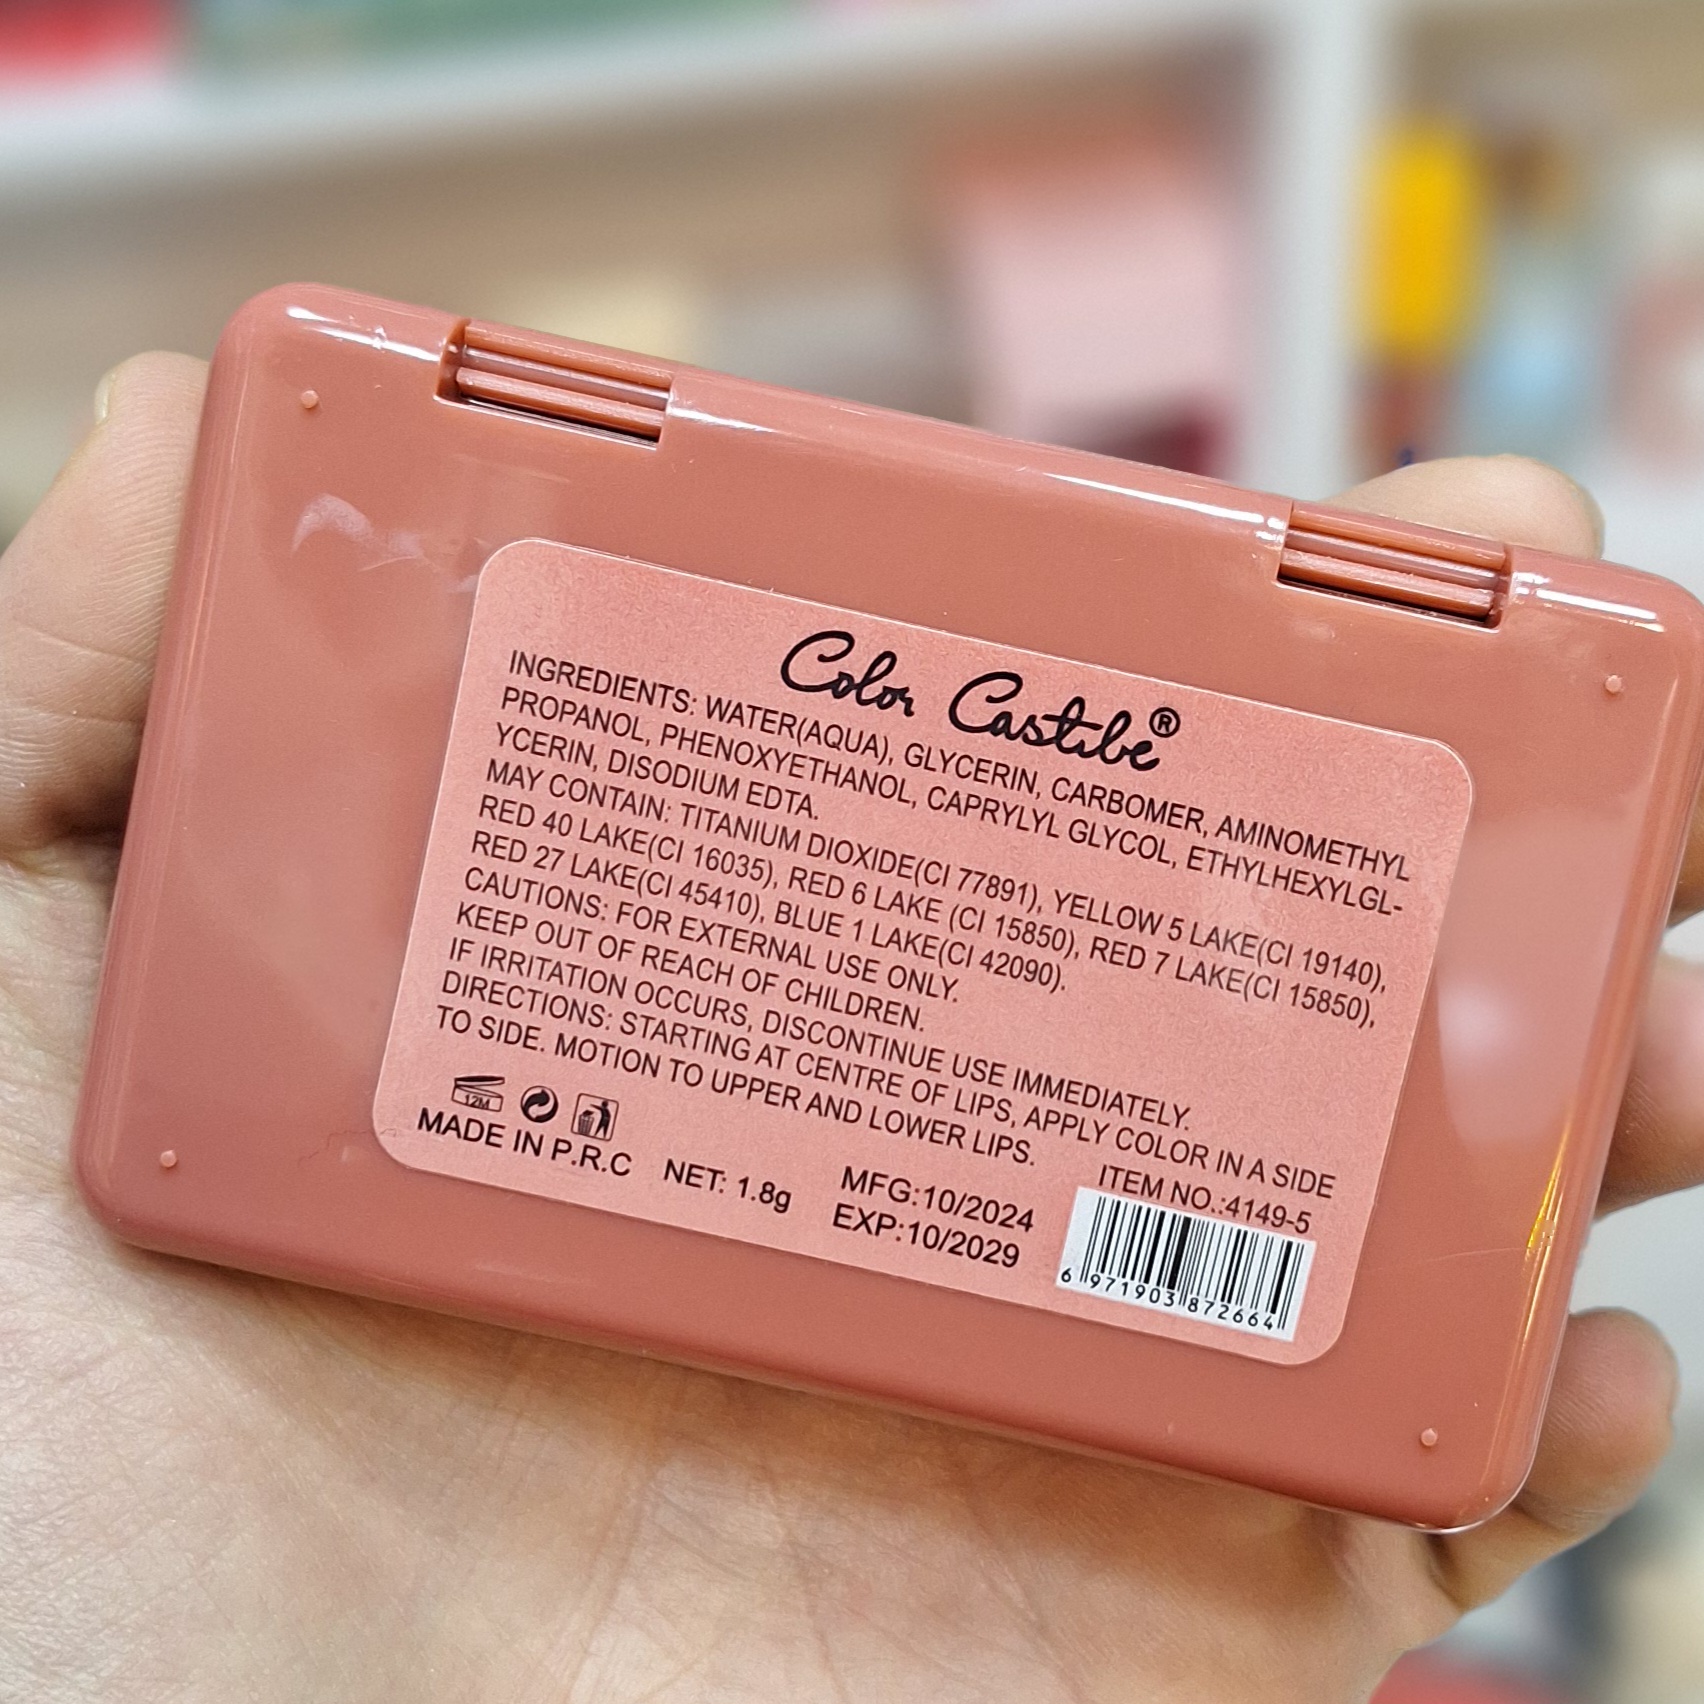 Color Castibe®
INGREDIENTS: WATER(AQUA), GLYCERIN, CARBOMER, AMINOMETHYL
PROPANOL, PHENOXYETHANOL, CAPRYLYL GLYCOL, ETHYLHEXYLGL-
YCERIN, DISODIUM EDTA.
MAY CONTAIN: TITANIUM DIOXIDE(CI 77891), YELLOW 5 LAKE(CI 19140),
RED 40 LAKE(CI 16035), RED 6 LAKE (CI 15850), RED 7 LAKE(CI 15850),
RED 27 LAKE(CI 45410), BLUE 1 LAKE(CI 42090).
CAUTIONS: FOR EXTERNAL USE ONLY.
KEEP OUT OF REACH OF CHILDREN.
IF IRRITATION OCCURS, DISCONTINUE USE IMMEDIATELY.
DIRECTIONS: STARTING AT CENTRE OF LIPS, APPLY COLOR IN A SIDE
TO SIDE. MOTION TO UPPER AND LOWER LIPS.
12M
MADE IN P.R.C
NET: 1.8g
MFG:10/2024
EXP:10/2029
ITEM NO.:4149-5
6 971903 872664